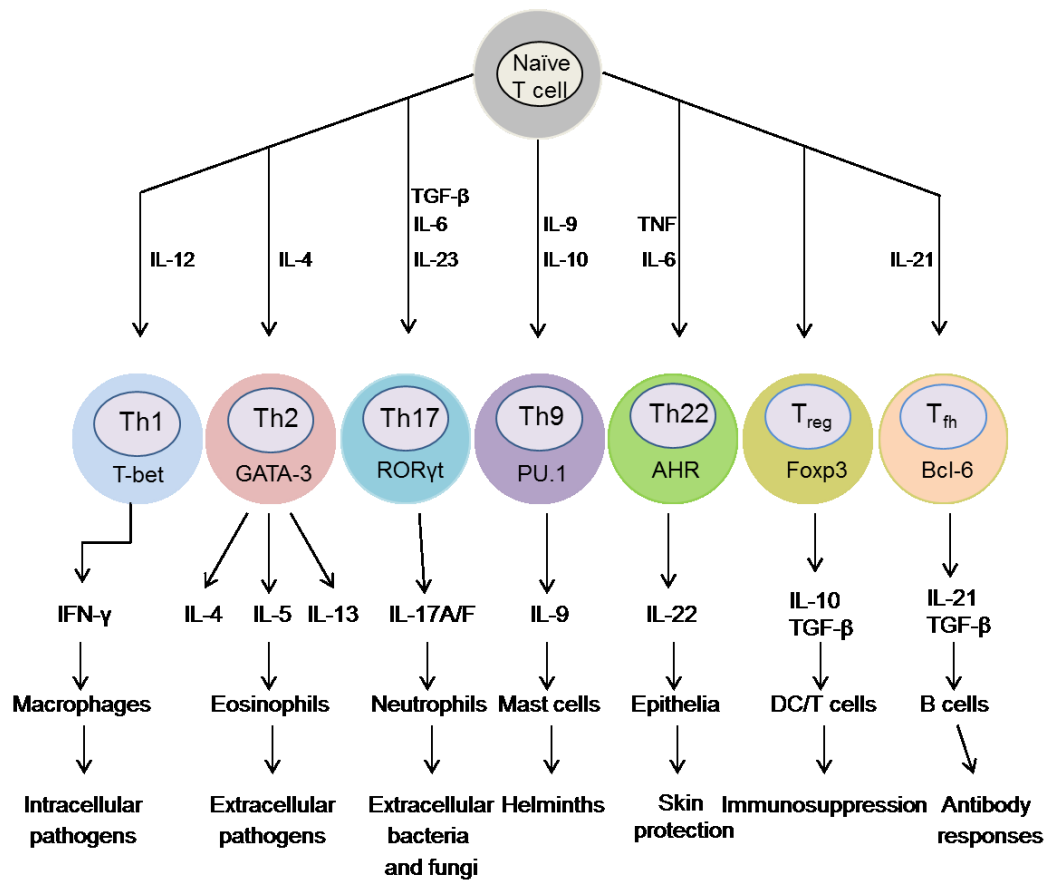 Naïve
T cell
TGF-β
IL-6
IL-23
IL-9
IL-10
TNF
IL-6
IL-12
IL-4
IL-21
Th1
T-bet
Th2
GATA-3
Th17
RORγt
Th9
PU.1
Th22
AHR
Treg
Foxp3
Tfh
Bcl-6
IFN-γ
IL-4
IL-5
IL-13
IL-17A/F
IL-9
IL-22
IL-10
TGF-β
IL-21
TGF-β
Macrophages
Eosinophils
Neutrophils
Mast cells
Epithelia
DC/T cells
B cells
Intracellular
pathogens
Extracellular
pathogens
Extracellular
bacteria
and fungi
Helminths
Skin
protection
Immunosuppression
Antibody
responses